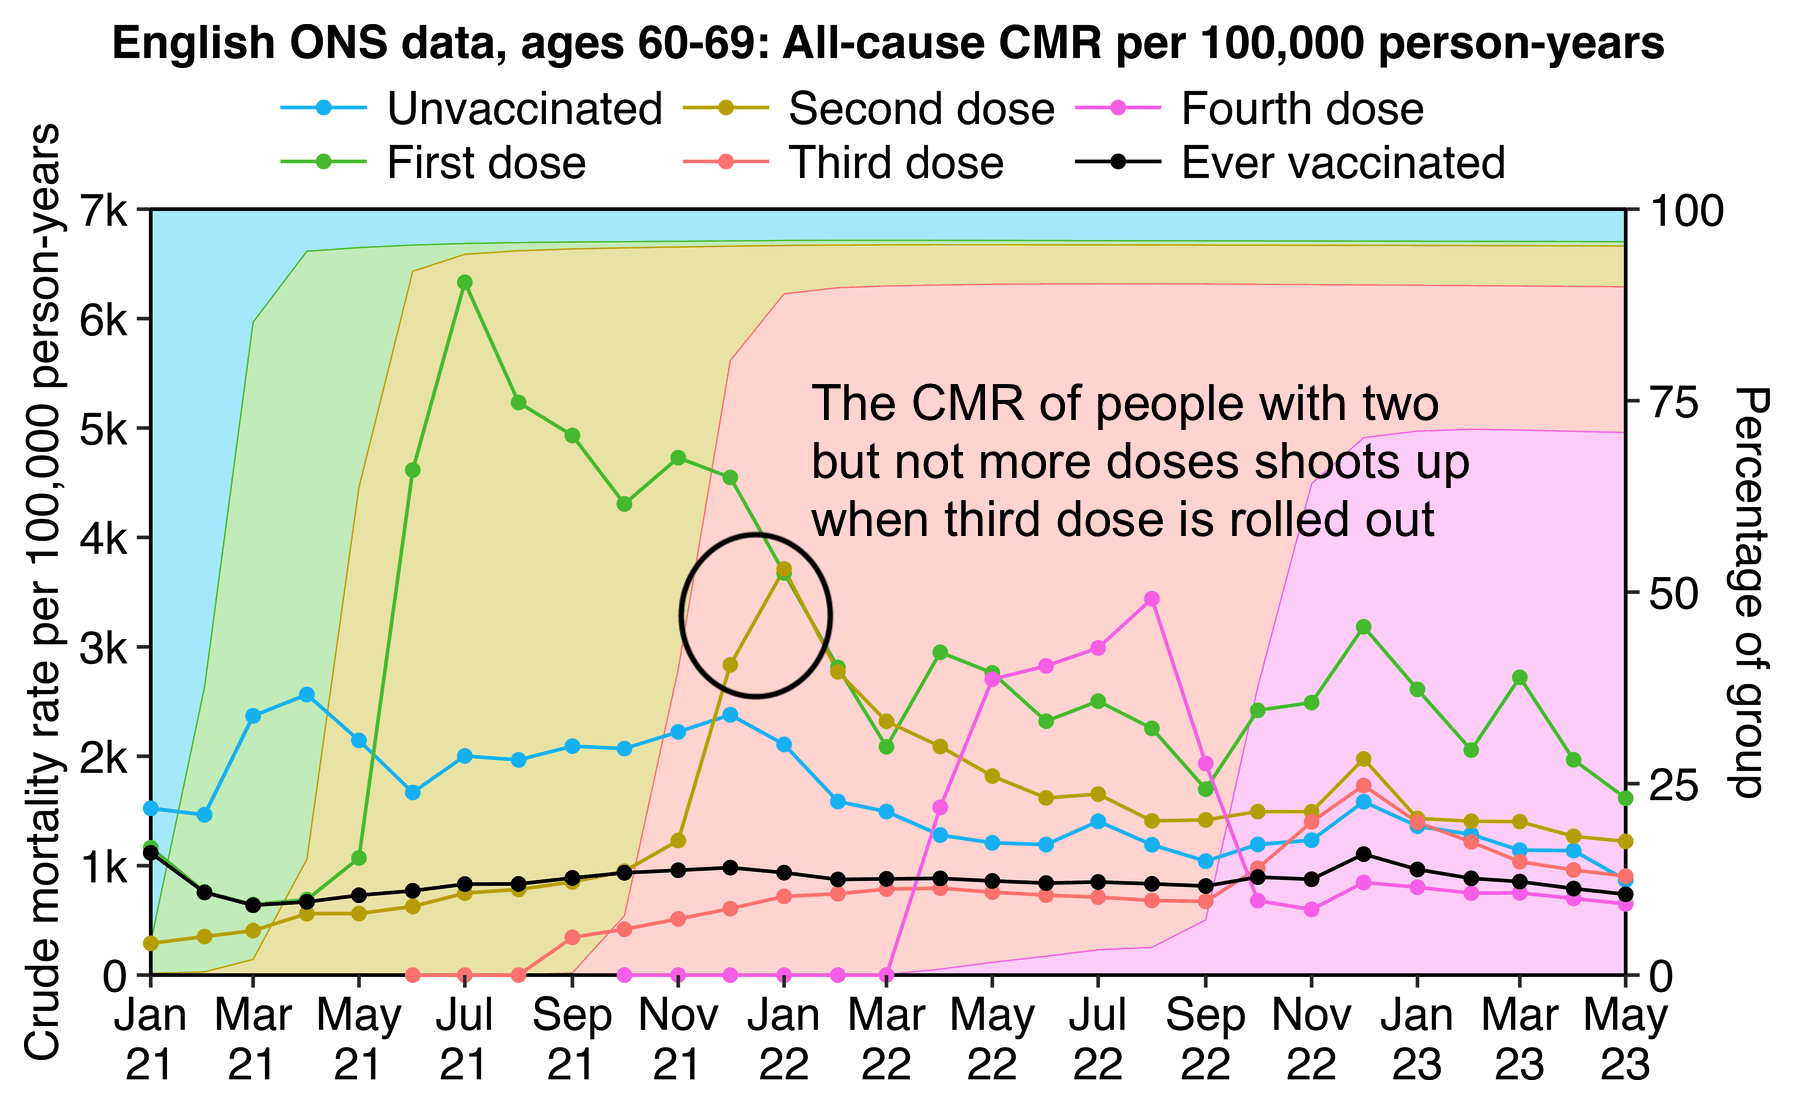 English ONS data, ages 60-69: All-cause CMR per 100,000 person-years
Unvaccinated
Second dose
Fourth dose
First dose
Third dose
Ever vaccinated
Crude mortality rate per 100,000 person-years
7k
6k
5k
4k
3k
2k
1k
0
The CMR of people with two
but not more doses shoots up
when third dose is rolled out
100
75
50
25
0
Percentage of group
Jan Mar May Jul Sep Nov Jan Mar May Jul Sep Nov Jan Mar May
21 21 21 21 21 21 22 22 22 22 22 22 23 23 23